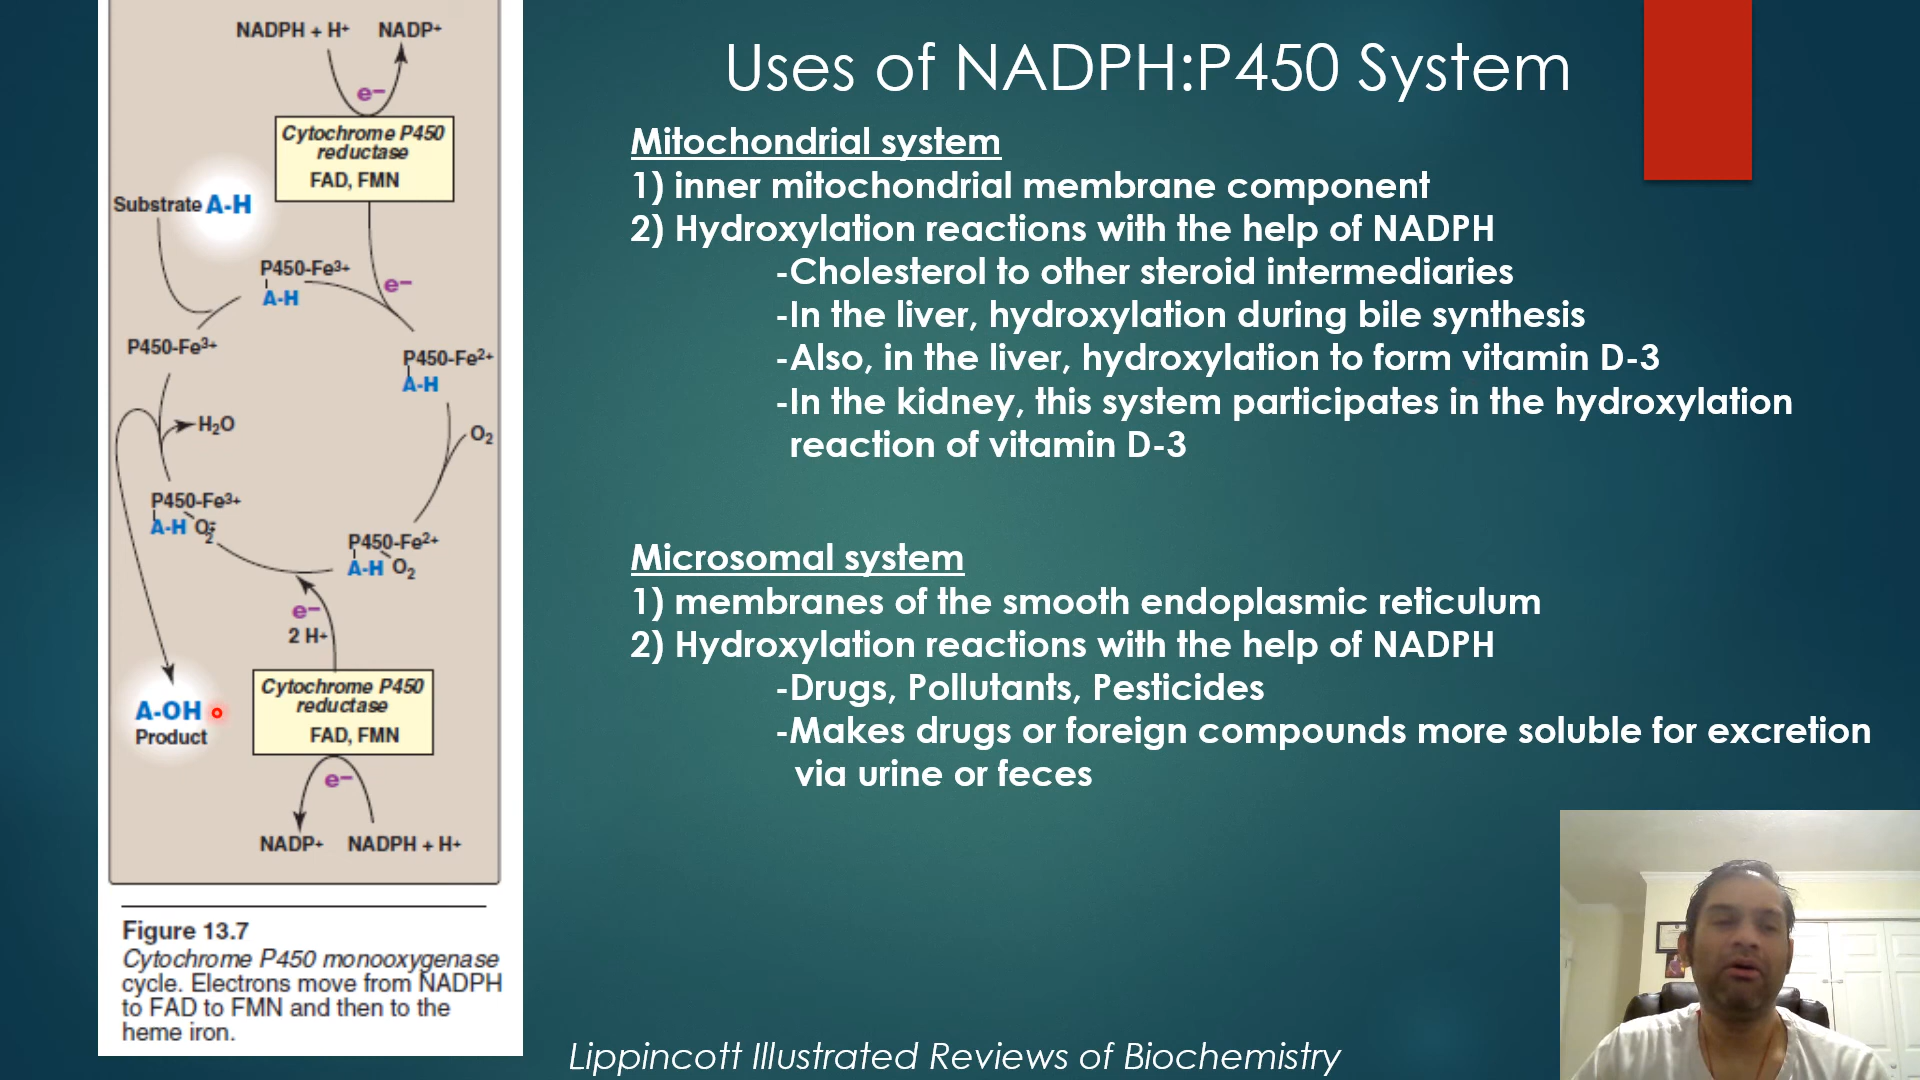 Uses of NADPH:P450 System
NADPH + H+ NADP+
e−
Cytochrome P450
reductase
FAD, FMN
Substrate A-H
P450-Fe3+
A-H
e−
P450-Fe3+
P450-Fe2+
A-H
H2O
O2
P450-Fe3+
A-H O2−
P450-Fe2+
A-H O2
e−
2 H+
Cytochrome P450
reductase
FAD, FMN
A-OH
Product
e−
NADP+ NADPH + H+
Figure 13.7
Cytochrome P450 monooxygenase
cycle. Electrons move from NADPH
to FAD to FMN and then to the
heme iron.
Mitochondrial system
1) inner mitochondrial membrane component
2) Hydroxylation reactions with the help of NADPH
-Cholesterol to other steroid intermediaries
-In the liver, hydroxylation during bile synthesis
-Also, in the liver, hydroxylation to form vitamin D-3
-In the kidney, this system participates in the hydroxylation
reaction of vitamin D-3
Microsomal system
1) membranes of the smooth endoplasmic reticulum
2) Hydroxylation reactions with the help of NADPH
-Drugs, Pollutants, Pesticides
-Makes drugs or foreign compounds more soluble for excretion
via urine or feces
Lippincott Illustrated Reviews of Biochemistry